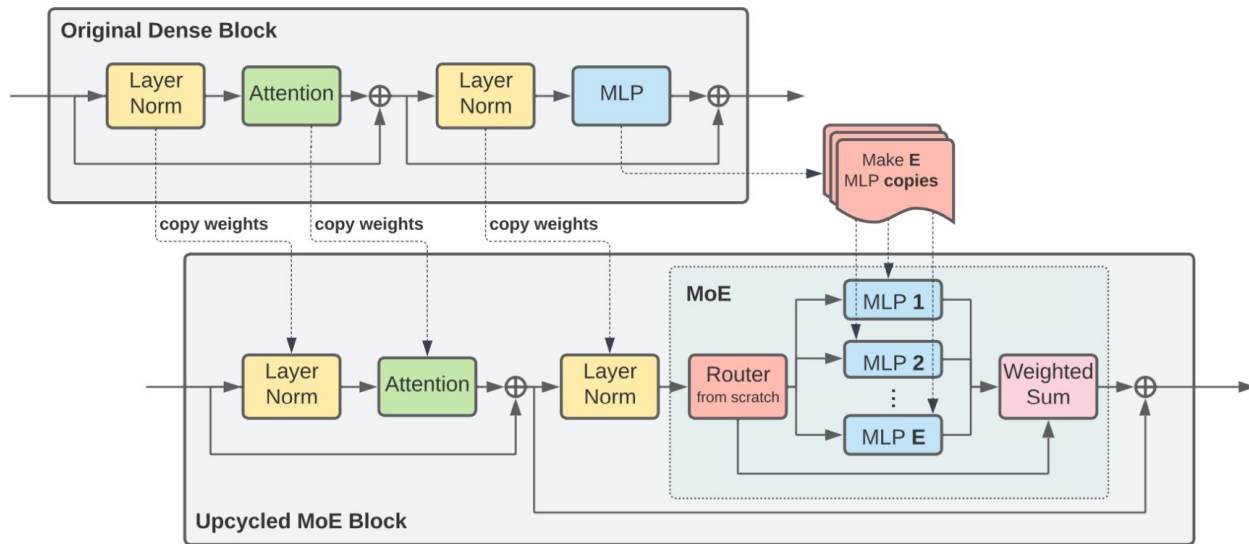 Original Dense Block
Layer
Norm
Attention
Layer
Norm
MLP
Make E
MLP copies
copy weights
copy weights
copy weights
MoE
MLP 1
MLP 2
⋮
MLP E
Layer
Norm
Attention
Layer
Norm
Router
from scratch
Weighted
Sum
Upcycled MoE Block